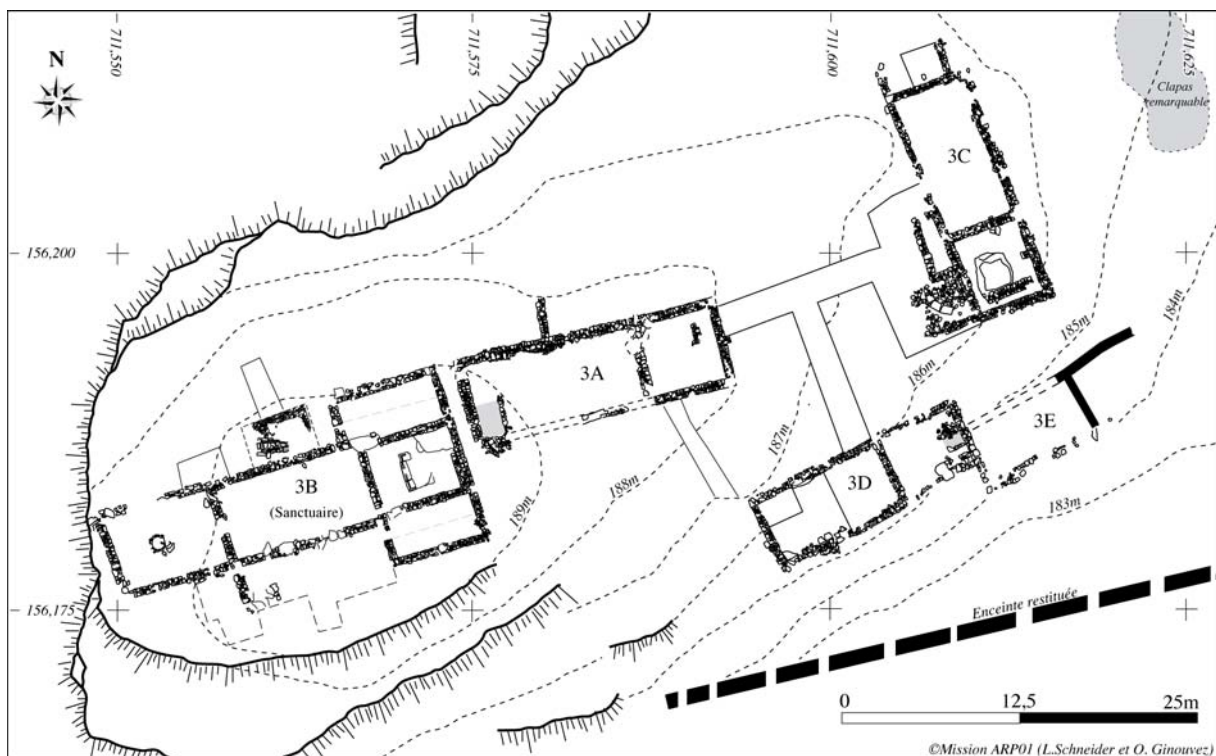 711,550
711,575
711,600
711,625
N
Clapas
remarquable
3C
156,200
184m
185m
3A
186m
3E
187m
3B
(Sanctuaire)
3D
188m
189m
183m
156,175
Enceinte restituée
0
12,5
25m
©Mission ARP01 (L.Schneider et O. Ginouvez)